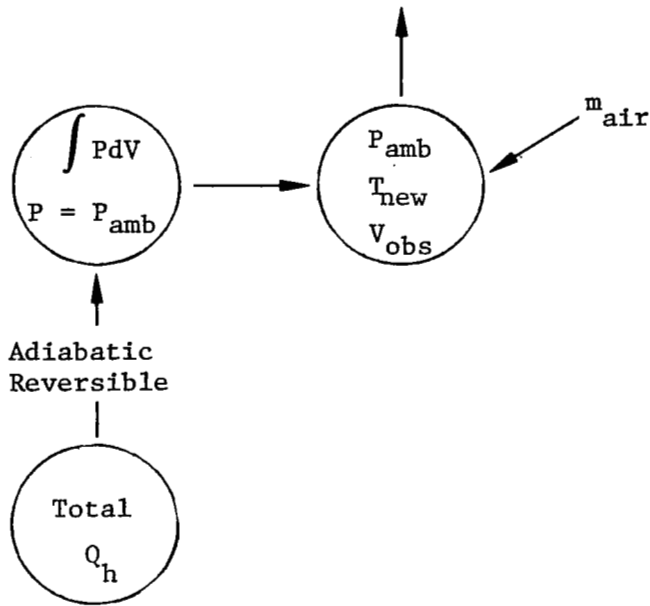 ∫ PdV
P = P_amb
P_amb
T_new
V_obs
m_air
Adiabatic
Reversible
Total
Q_h